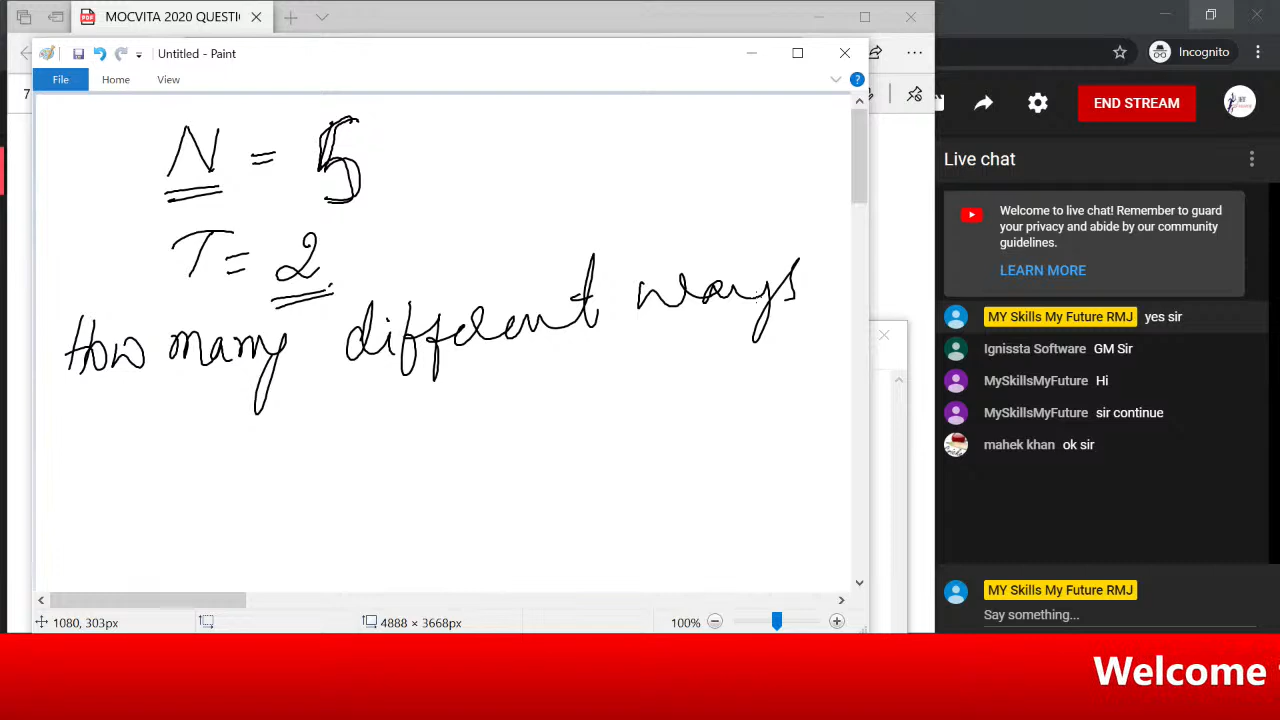 MOCVITA 2020 QUESTI
Untitled - Paint
Incognito
File Home View
7
END STREAM
N = 5
Live chat
Welcome to live chat! Remember to guard
your privacy and abide by our community
guidelines.
LEARN MORE
T = 2
How many different ways
MY Skills My Future RMJ yes sir
Ignissta Software GM Sir
MySkillsMyFuture Hi
MySkillsMyFuture sir continue
mahek khan ok sir
MY Skills My Future RMJ
Say something...
1080, 303px 4888 × 3668px 100%
Welcome